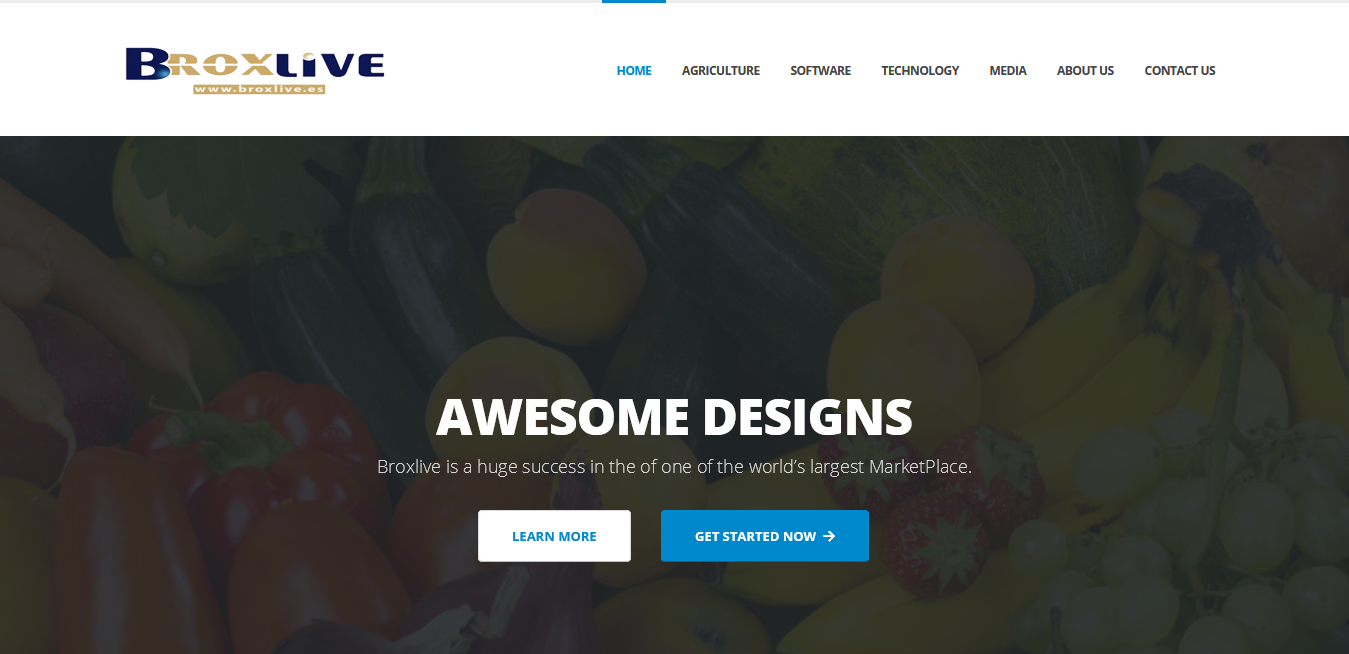 BROXLIVE
www.broxlive.es
HOME AGRICULTURE SOFTWARE TECHNOLOGY MEDIA ABOUT US CONTACT US
AWESOME DESIGNS
Broxlive is a huge success in the of one of the world’s largest MarketPlace.
LEARN MORE
GET STARTED NOW →